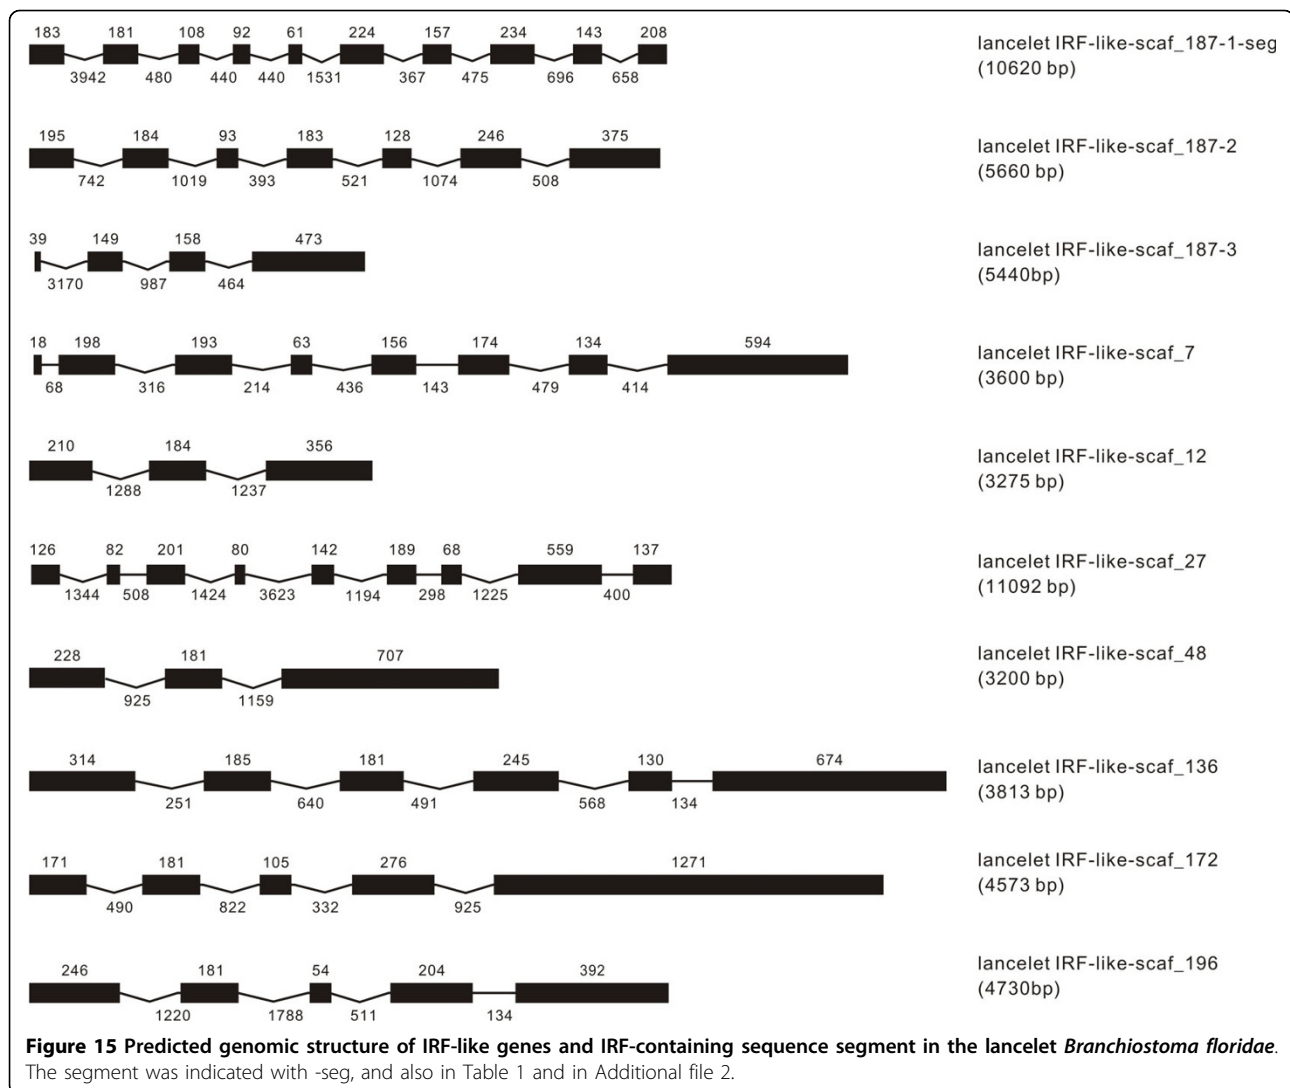 183 181 108 92 61 224 157 234 143 208
3942 480 440 440 1531 367 475 696 658
lancelet IRF-like-scaf_187-1-seg
(10620 bp)
195 184 93 183 128 246 375
742 1019 393 521 1074 508
lancelet IRF-like-scaf_187-2
(5660 bp)
39 149 158 473
3170 987 464
lancelet IRF-like-scaf_187-3
(5440bp)
18 198 193 63 156 174 134 594
68 316 214 436 143 479 414
lancelet IRF-like-scaf_7
(3600 bp)
210 184 356
1288 1237
lancelet IRF-like-scaf_12
(3275 bp)
126 82 201 80 142 189 68 559 137
1344 508 1424 3623 1194 298 1225 400
lancelet IRF-like-scaf_27
(11092 bp)
228 181 707
925 1159
lancelet IRF-like-scaf_48
(3200 bp)
314 185 181 245 130 674
251 640 491 568 134
lancelet IRF-like-scaf_136
(3813 bp)
171 181 105 276 1271
490 822 332 925
lancelet IRF-like-scaf_172
(4573 bp)
246 181 54 204 392
1220 1788 511 134
lancelet IRF-like-scaf_196
(4730bp)
Figure 15 Predicted genomic structure of IRF-like genes and IRF-containing sequence segment in the lancelet Branchiostoma floridae.
The segment was indicated with -seg, and also in Table 1 and in Additional file 2.